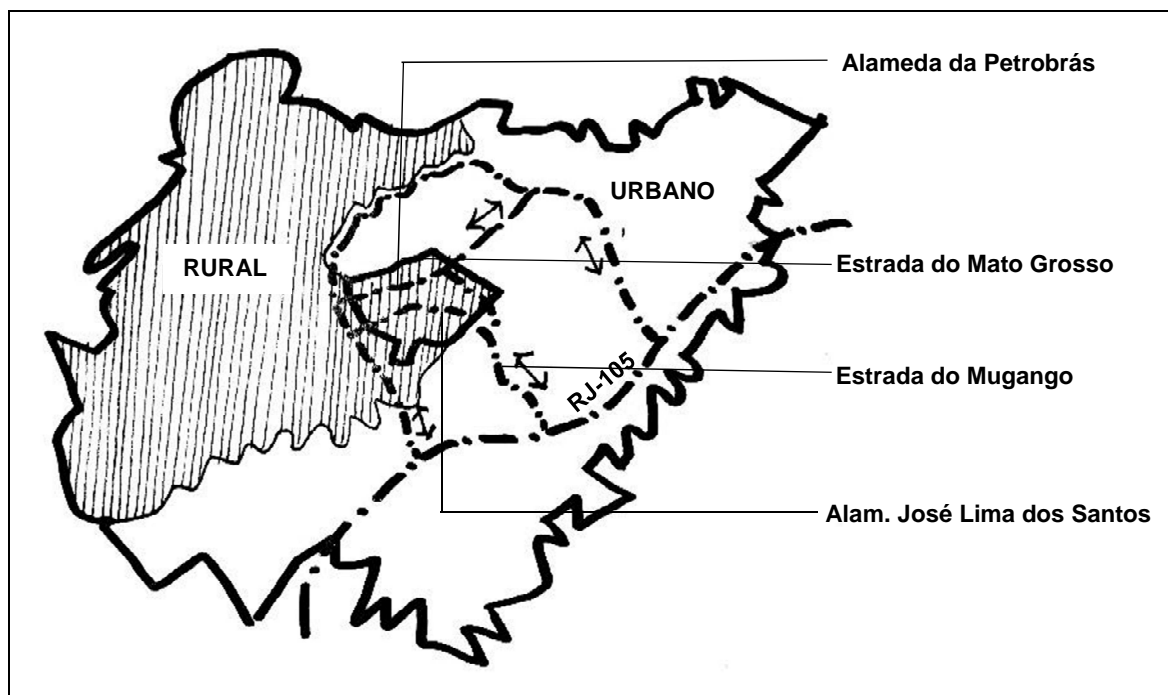 Alameda da Petrobrás
URBANO
RURAL
Estrada do Mato Grosso
RJ-105
Estrada do Mugango
Alam. José Lima dos Santos